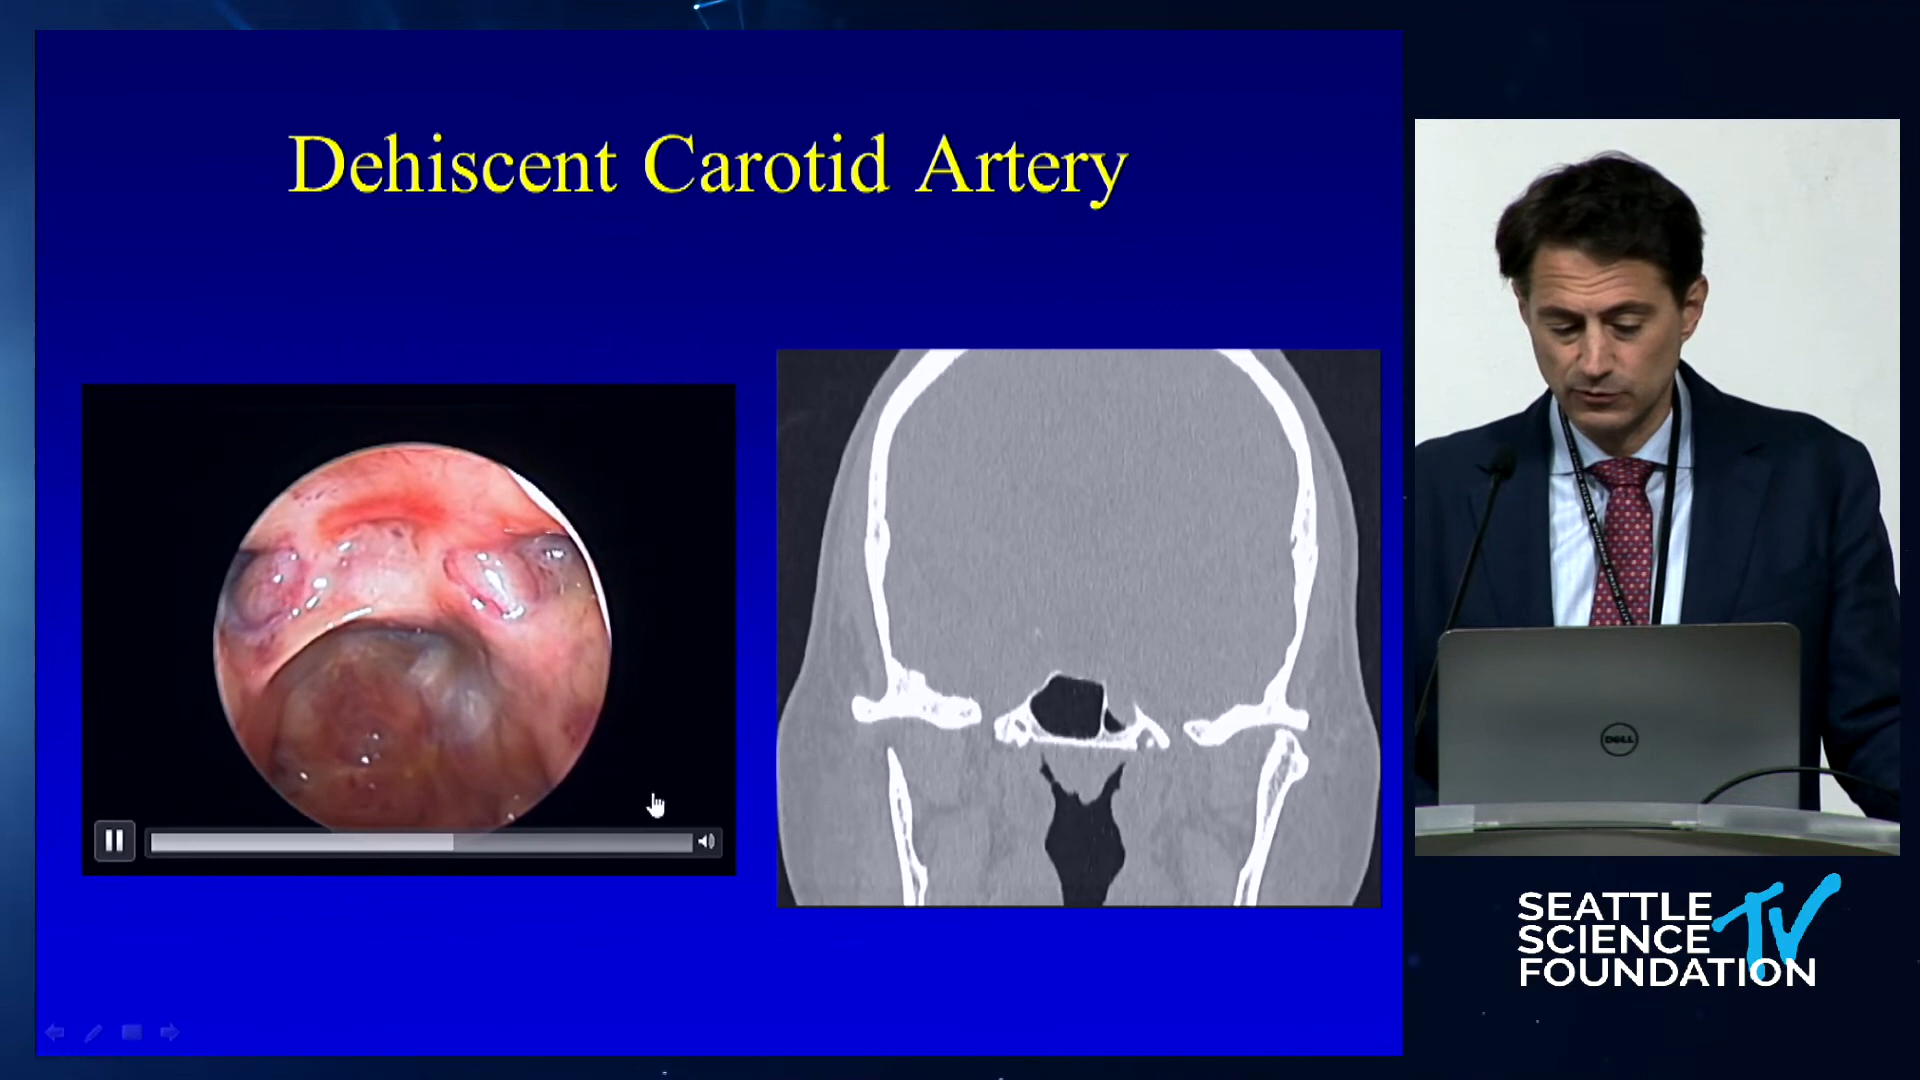 Dehiscent Carotid Artery
DELL
SEATTLE
SCIENCE
FOUNDATION
TV